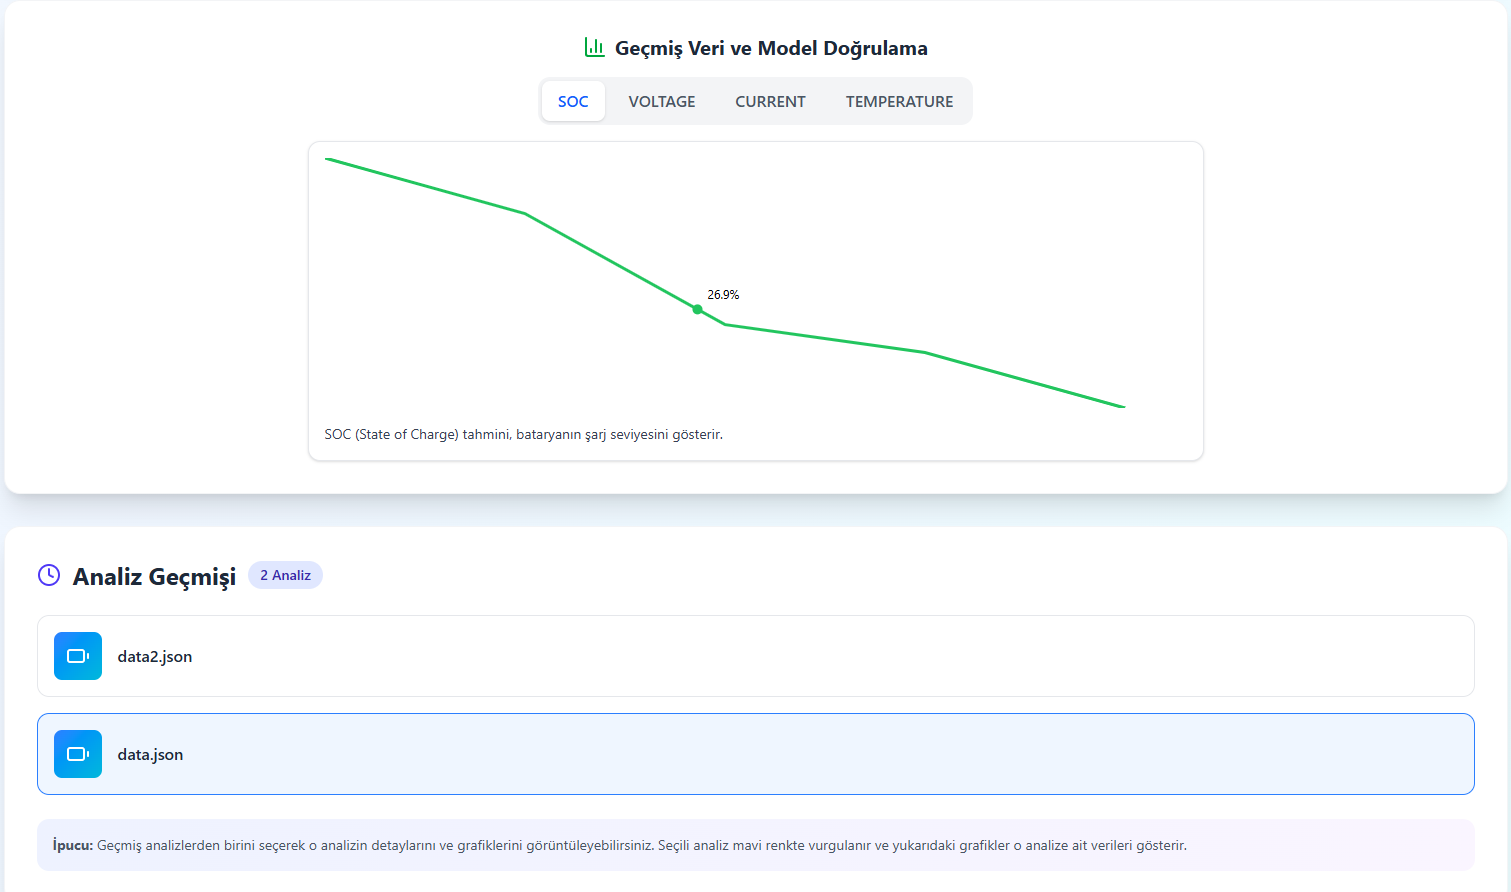 Geçmiş Veri ve Model Doğrulama
SOC VOLTAGE CURRENT TEMPERATURE
26.9%
SOC (State of Charge) tahmini, bataryanın şarj seviyesini gösterir.
Analiz Geçmişi 2 Analiz
data2.json
data.json
İpucu: Geçmiş analizlerden birini seçerek o analizin detaylarını ve grafiklerini görüntüleyebilirsiniz. Seçili analiz mavi renkte vurgulanır ve yukarıdaki grafikler o analize ait verileri gösterir.